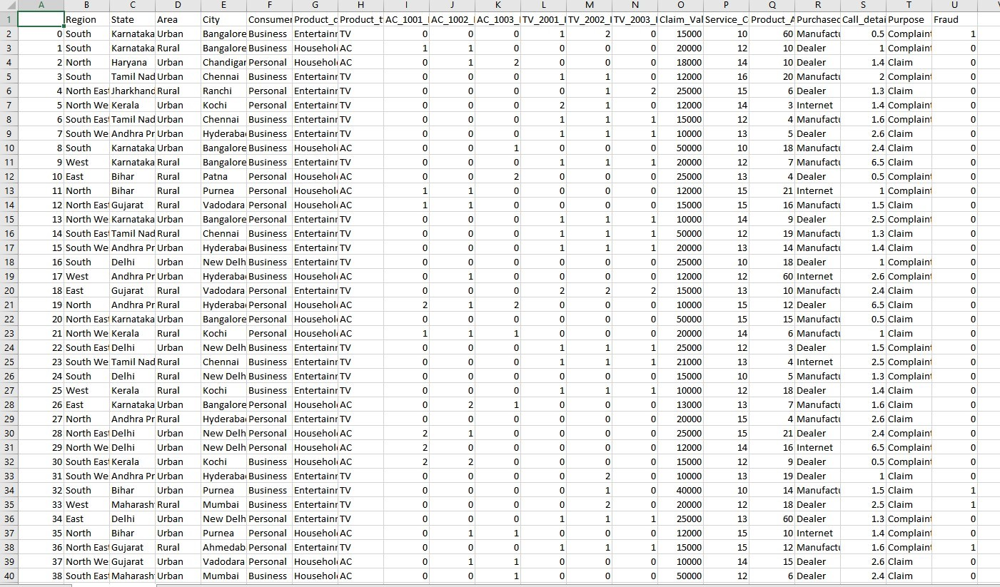 A B C D E F G H I J K L M N O P Q R S T U
1 Region State Area City Consumer Product_c Product_t AC_1001_I AC_1002_I AC_1003_I TV_2001_I TV_2002_I TV_2003_I Claim_Val Service_C Product_A Purchased Call_detai Purpose Fraud
2 0 South Karnataka Urban Bangalore Business Entertainr TV 0 0 0 1 2 0 15000 10 60 Manufactu 0.5 Complaint 1
3 1 South Karnataka Rural Bangalore Business Househol AC 1 1 0 0 0 0 20000 12 10 Dealer 1 Complaint 0
4 2 North Haryana Urban Chandigar Personal Househol AC 0 1 2 0 0 0 18000 14 10 Dealer 1.4 Claim 0
5 3 South Tamil Nad Urban Chennai Business Entertainr TV 0 0 0 1 1 0 12000 16 20 Manufactu 2 Complaint 0
6 4 North East Jharkhand Rural Ranchi Personal Entertainr TV 0 0 0 0 1 2 25000 15 6 Dealer 1.3 Claim 0
7 5 North We Kerala Urban Kochi Personal Entertainr TV 0 0 0 2 1 0 12000 14 3 Internet 1.4 Claim 0
8 6 South East Tamil Nad Urban Chennai Business Entertainr TV 0 0 0 1 1 1 15000 12 4 Manufactu 1.6 Complaint 0
9 7 South We Andhra Pr Urban Hyderaba Business Entertainr TV 0 0 0 1 1 1 10000 13 5 Dealer 2.6 Claim 0
10 8 South Karnataka Urban Bangalore Business Househol AC 0 0 1 0 0 0 50000 10 18 Manufactu 2.4 Claim 0
11 9 West Karnataka Rural Bangalore Business Entertainr TV 0 0 0 1 1 1 20000 12 7 Manufactu 6.5 Claim 0
12 10 East Bihar Rural Patna Personal Househol AC 0 0 2 0 0 0 25000 13 4 Dealer 0.5 Complaint 0
13 11 North Bihar Rural Purnea Personal Househol AC 1 1 0 0 0 0 12000 15 21 Internet 1 Complaint 0
14 12 North East Gujarat Rural Vadodara Personal Househol AC 1 1 0 0 0 0 15000 15 16 Manufactu 1.5 Claim 0
15 13 North We Karnataka Urban Bangalore Personal Entertainr TV 0 0 0 1 1 1 10000 14 9 Dealer 2.5 Complaint 0
16 14 South East Tamil Nad Rural Chennai Business Entertainr TV 0 0 0 1 1 1 50000 12 19 Manufactu 1.3 Claim 0
17 15 South We Andhra Pr Urban Hyderaba Business Entertainr TV 0 0 0 1 1 1 20000 13 14 Manufactu 1.4 Claim 0
18 16 South Delhi Urban New Delh Business Entertainr TV 0 0 0 0 0 0 25000 10 18 Dealer 1 Complaint 0
19 17 West Andhra Pr Urban Hyderaba Business Househol AC 0 1 0 0 0 0 12000 12 60 Internet 2.6 Complaint 0
20 18 East Gujarat Rural Vadodara Personal Entertainr TV 0 0 0 2 2 2 15000 13 10 Manufactu 2.4 Claim 0
21 19 North Andhra Pr Rural Hyderaba Personal Househol AC 2 1 2 0 0 0 10000 15 12 Dealer 6.5 Claim 0
22 20 North East Karnataka Urban Bangalore Personal Househol AC 0 0 0 0 0 0 50000 15 15 Manufactu 0.5 Claim 0
23 21 North We Kerala Rural Kochi Personal Househol AC 1 1 1 0 0 0 20000 14 6 Manufactu 1 Claim 0
24 22 South East Delhi Urban New Delh Business Entertainr TV 0 0 0 1 1 1 25000 12 3 Dealer 1.5 Complaint 0
25 23 South We Tamil Nad Rural Chennai Business Entertainr TV 0 0 0 1 1 1 21000 13 4 Internet 2.5 Complaint 0
26 24 South Delhi Rural New Delh Business Entertainr TV 0 0 0 0 0 0 15000 10 5 Manufactu 1.3 Complaint 0
27 25 West Kerala Rural Kochi Business Entertainr TV 0 0 0 1 1 1 10000 12 18 Dealer 1.4 Claim 0
28 26 East Karnataka Urban Bangalore Personal Househol AC 0 2 1 0 0 0 13000 13 7 Manufactu 1.6 Claim 0
29 27 North Andhra Pr Rural Hyderaba Personal Entertainr TV 0 0 0 0 0 0 20000 15 4 Manufactu 2.6 Claim 0
30 28 North East Delhi Urban New Delh Personal Househol AC 2 1 0 0 0 0 25000 15 21 Dealer 2.4 Complaint 0
31 29 North We Delhi Urban New Delh Personal Househol AC 2 0 0 0 0 0 12000 14 16 Internet 6.5 Complaint 0
32 30 South East Kerala Urban Kochi Business Househol AC 2 2 0 0 0 0 15000 12 9 Dealer 0.5 Complaint 0
33 31 South We Andhra Pr Urban Hyderaba Business Entertainr TV 0 0 0 0 2 0 10000 13 19 Dealer 1 Claim 0
34 32 South Bihar Urban Purnea Business Entertainr TV 0 0 0 0 1 0 40000 10 14 Manufactu 1.5 Claim 1
35 33 West Maharash Rural Mumbai Business Entertainr TV 0 0 0 0 2 0 20000 12 18 Dealer 2.5 Claim 1
36 34 East Delhi Urban New Delh Personal Entertainr TV 0 0 0 1 1 1 25000 13 60 Dealer 1.3 Complaint 0
37 35 North Bihar Urban Purnea Personal Househol AC 0 1 1 0 0 0 12000 15 10 Internet 1.4 Complaint 0
38 36 North East Gujarat Rural Ahmedab Personal Entertainr TV 0 0 0 1 1 1 15000 15 12 Manufactu 1.6 Complaint 1
39 37 North We Gujarat Urban Vadodara Personal Househol AC 0 1 1 0 0 0 10000 14 15 Dealer 2.6 Claim 0
40 38 South East Maharash Urban Mumbai Business Househol AC 0 0 1 0 0 0 50000 12 6 Dealer 2.4 Claim 0